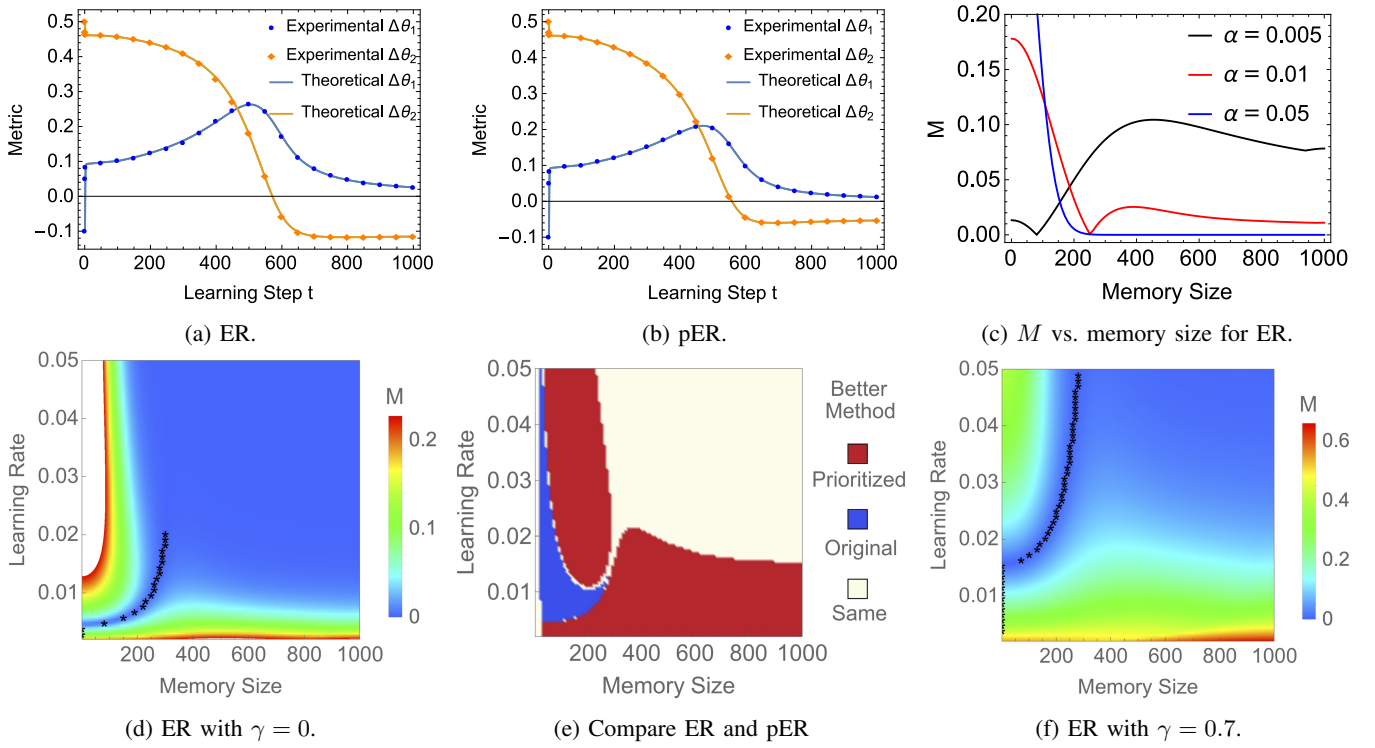 Metric
0.5
0.4
0.3
0.2
0.1
0.0
−0.1
Experimental Δθ1
Experimental Δθ2
Theoretical Δθ1
Theoretical Δθ2
0 200 400 600 800 1000
Learning Step t
(a) ER.
Metric
0.5
0.4
0.3
0.2
0.1
0.0
−0.1
Experimental Δθ1
Experimental Δθ2
Theoretical Δθ1
Theoretical Δθ2
0 200 400 600 800 1000
Learning Step t
(b) pER.
M
0.20
0.15
0.10
0.05
0.00
α = 0.005
α = 0.01
α = 0.05
0 200 400 600 800 1000
Memory Size
(c) M vs. memory size for ER.
Learning Rate
0.05
0.04
0.03
0.02
0.01
200 400 600 800 1000
Memory Size
M
0.2
0.1
0
(d) ER with γ = 0.
Learning Rate
0.05
0.04
0.03
0.02
0.01
200 400 600 800 1000
Memory Size
Better
Method
Prioritized
Original
Same
(e) Compare ER and pER
Learning Rate
0.05
0.04
0.03
0.02
0.01
200 400 600 800 1000
Memory Size
M
0.6
0.4
0.2
0
(f) ER with γ = 0.7.